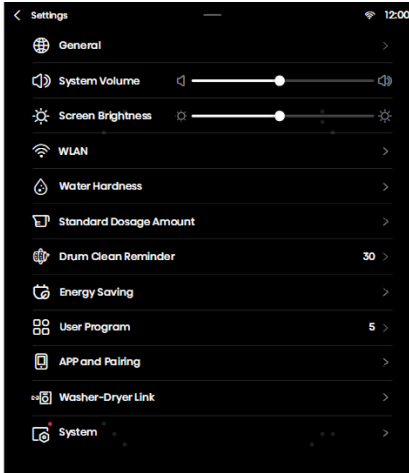 Settings 12:00
General
System Volume
Screen Brightness
WLAN
Water Hardness
Standard Dosage Amount
Drum Clean Reminder 30
Energy Saving
User Program 5
APP and Pairing
Washer-Dryer Link
System